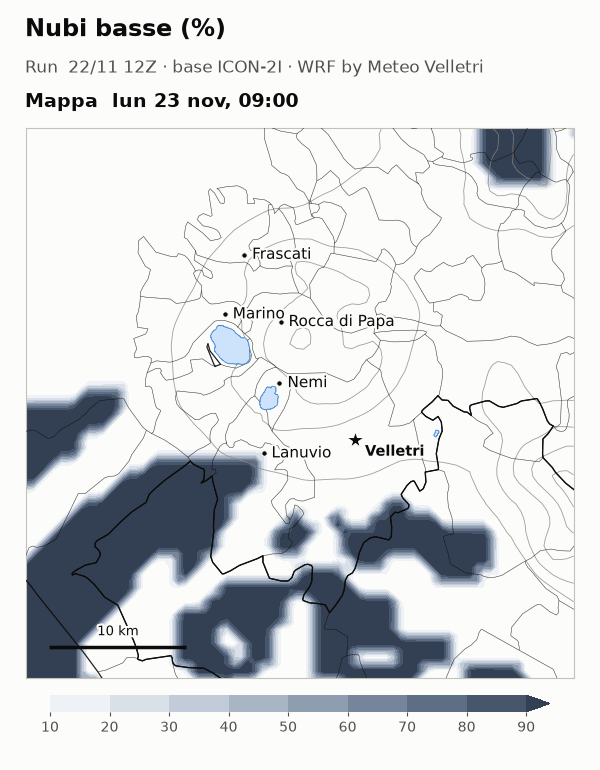 Nubi basse (%)
Run 22/11 12Z · base ICON-2I · WRF by Meteo Velletri
Mappa lun 23 nov, 09:00
Frascati
Marino
Rocca di Papa
Nemi
Velletri
Lanuvio
10 km
10 20 30 40 50 60 70 80 90